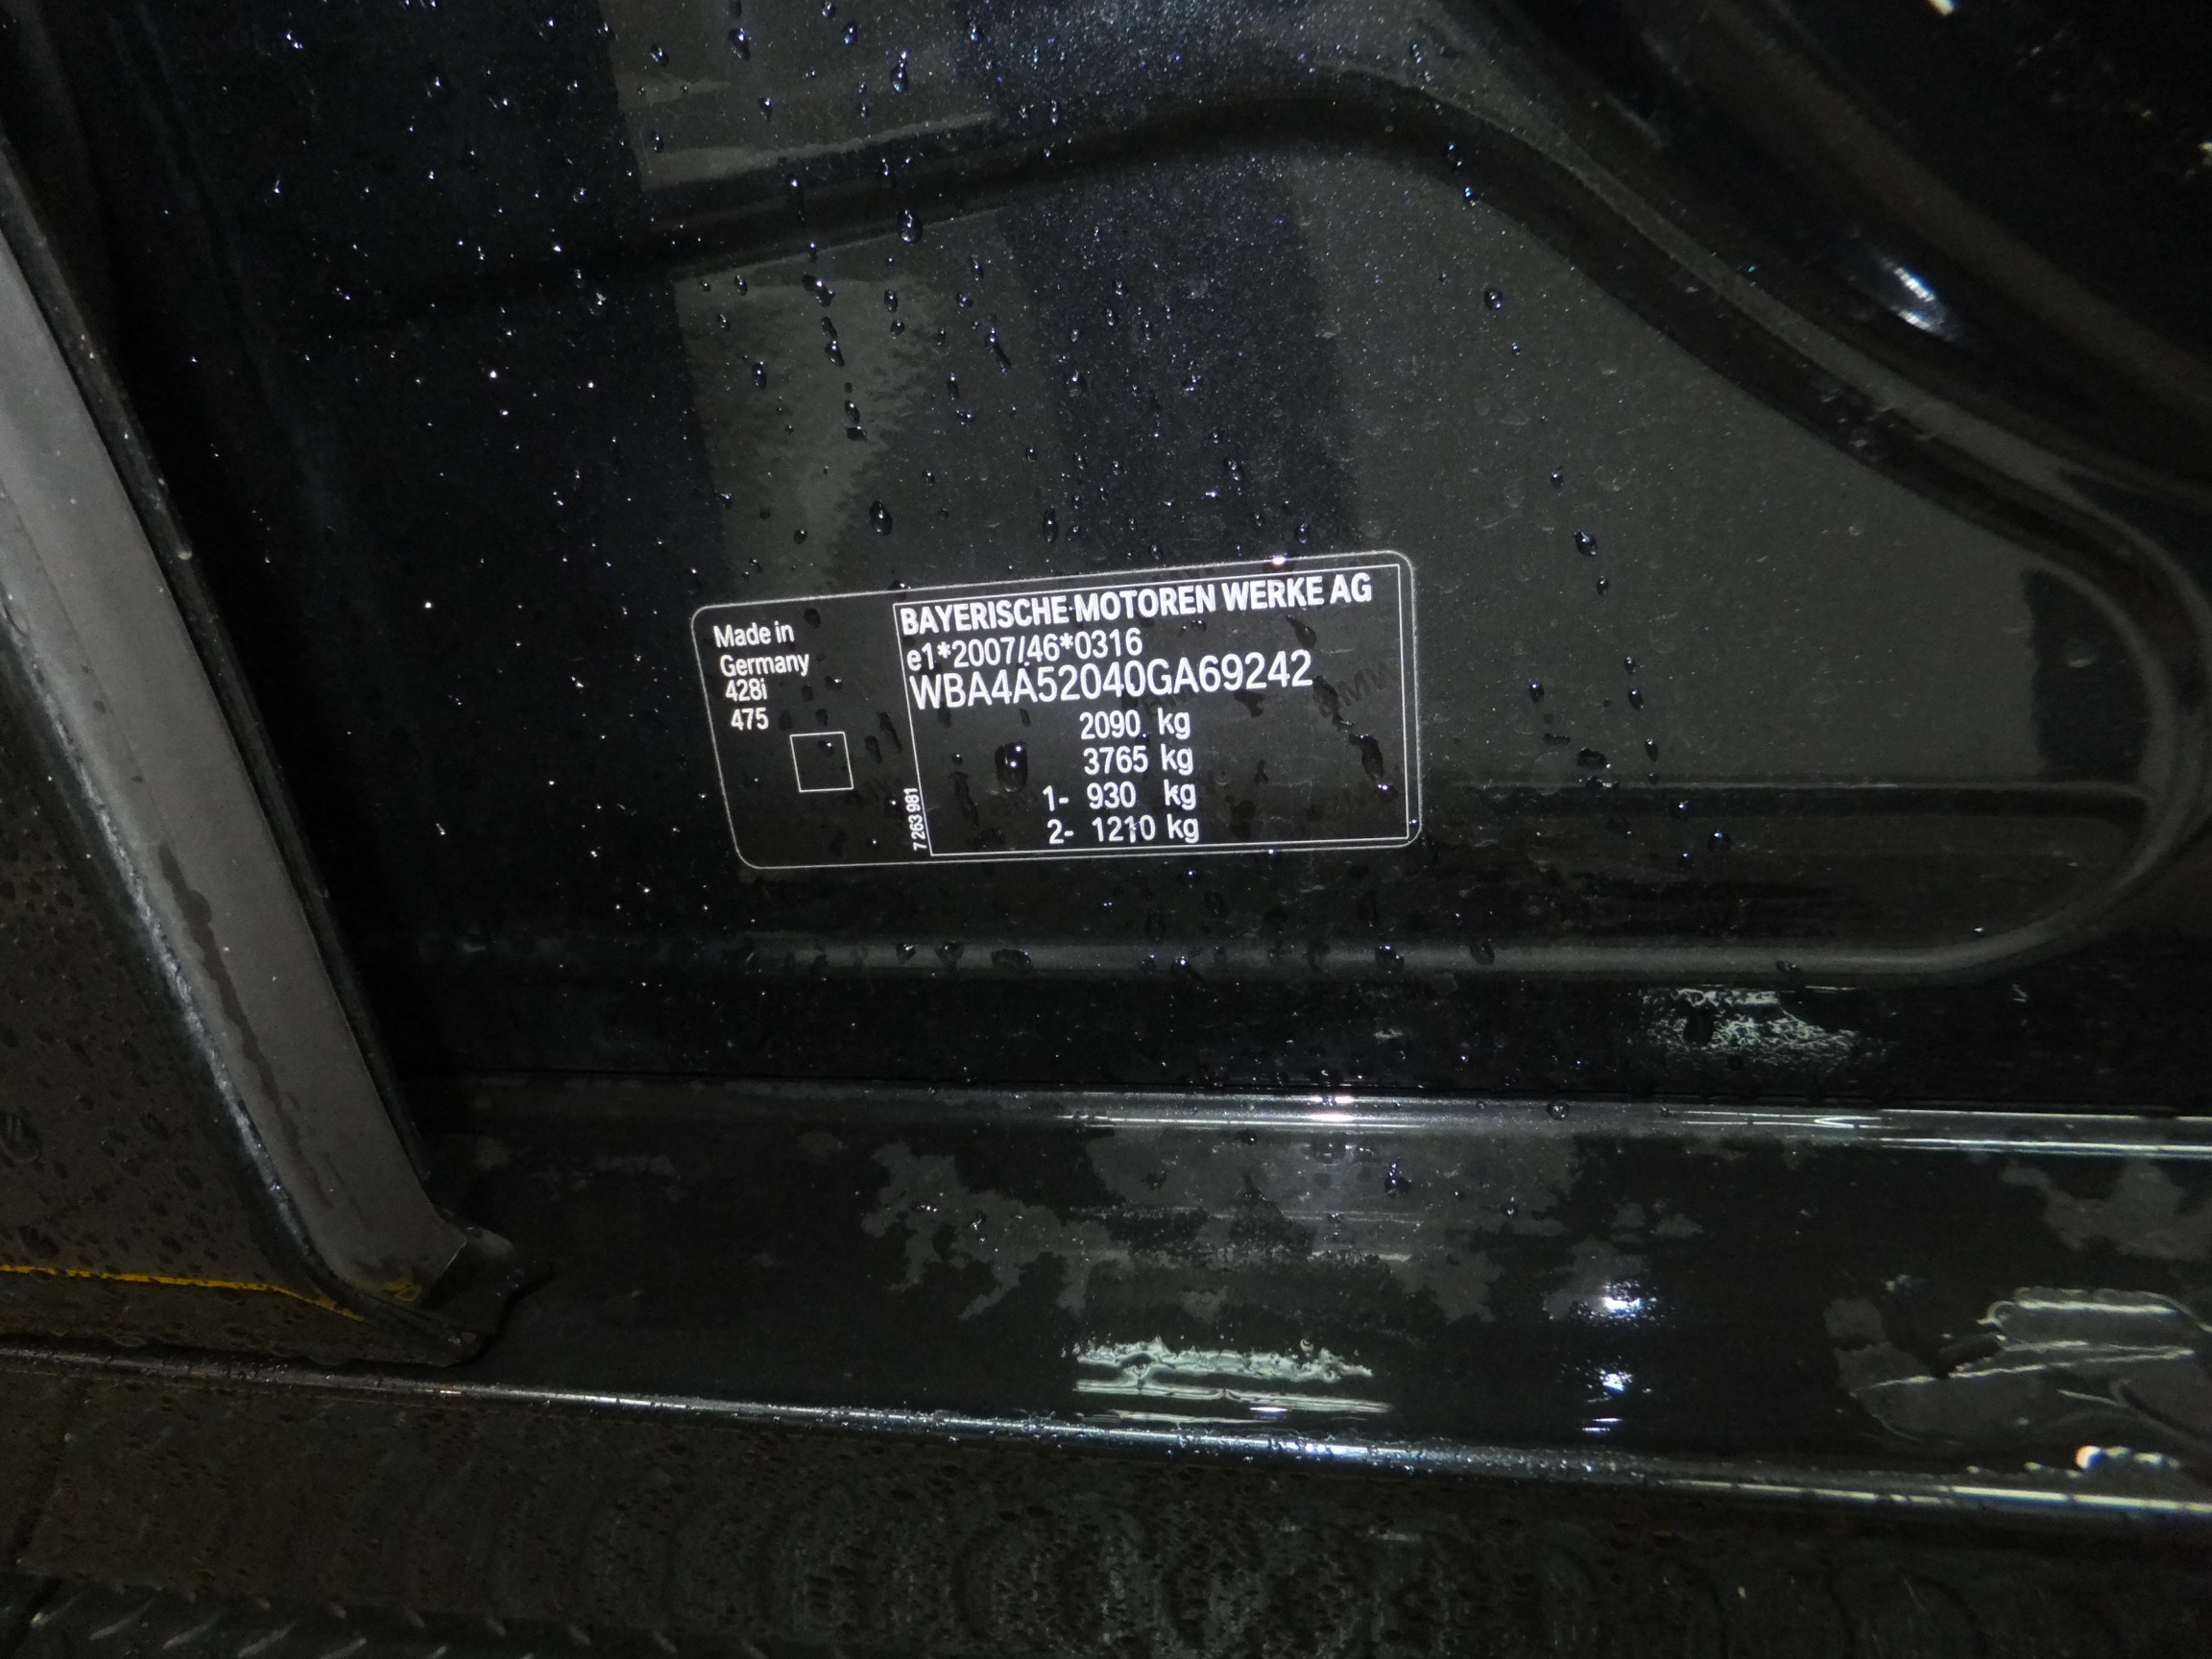 Made in
Germany
428i
475
7 263 981
BAYERISCHE MOTOREN WERKE AG
e1*2007/46*0316
WBA4A52040GA69242
2090 kg
3765 kg
1- 930 kg
2- 1210 kg